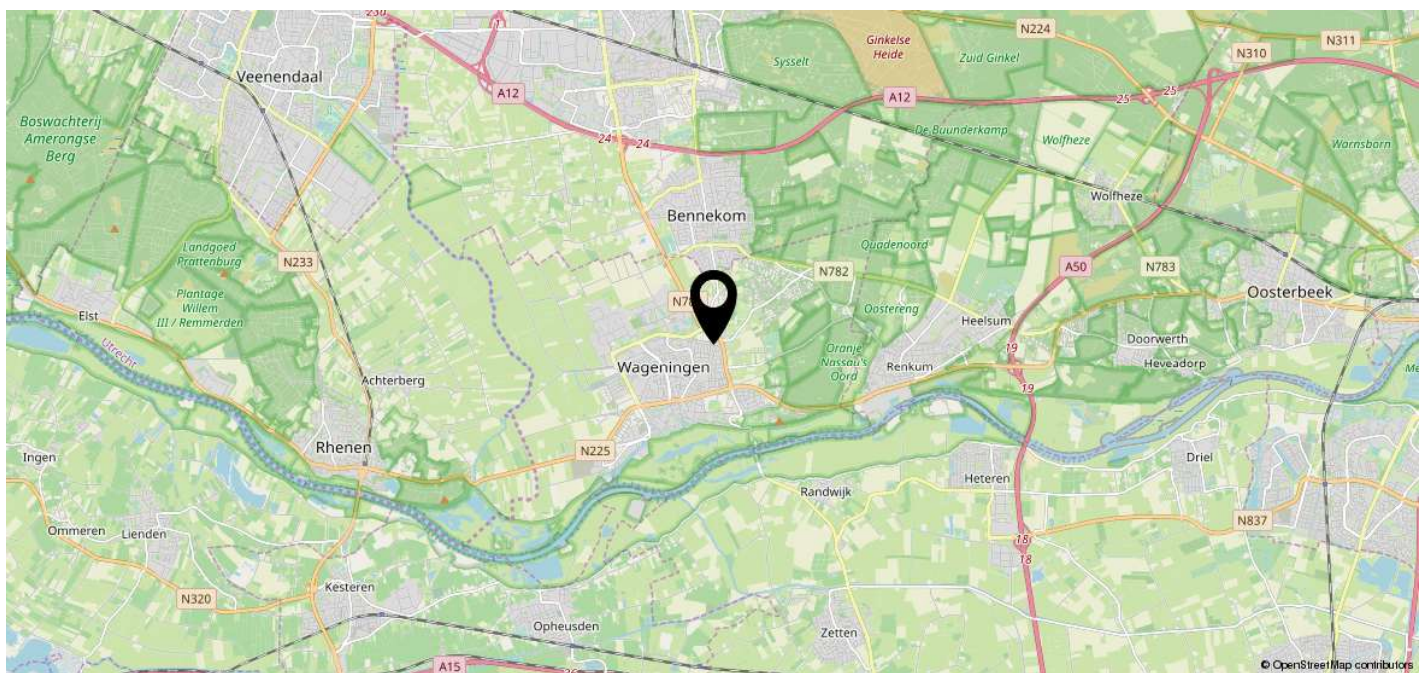 23a
N224
N311
Veenendaal
Ginkelse
Heide
Sysselt
Zuid Ginkel
N310
A12
A12
25
25
Boswachterij
Amerongse
Berg
24
24
De Buunderkamp
Wolfheze
Warnsborn
Wolfheze
Bennekom
Landgoed
Prattenburg
N233
Quadenoord
N782
A50
N783
Plantage
Willem
III / Remmerden
Oostereng
Oosterbeek
Elst
Heelsum
Utrecht
Oranje
Nassau's
Oord
19
Doorwerth
Wageningen
Renkum
Heveadorp
Achterberg
19
Rhenen
N225
Ingen
Driel
Heteren
Randwijk
Ommeren
Lienden
N837
18
18
Kesteren
N320
Opheusden
Zetten
A15
© OpenStreetMap contributors